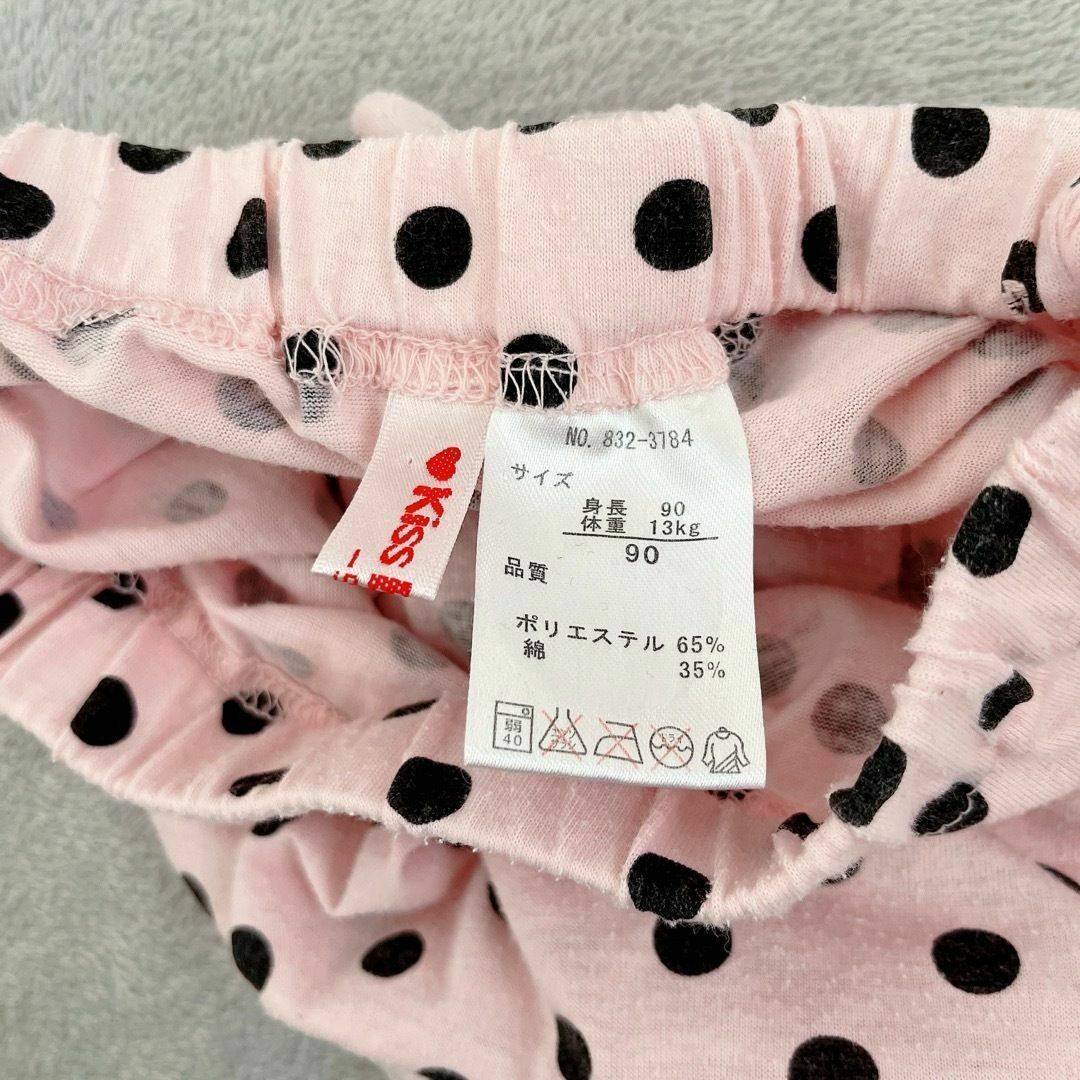 NO. 832-3784
サイズ
身長 90
体重 13kg
90
品質
ポリエステル 65%
綿 35%
弱
40
Kiss